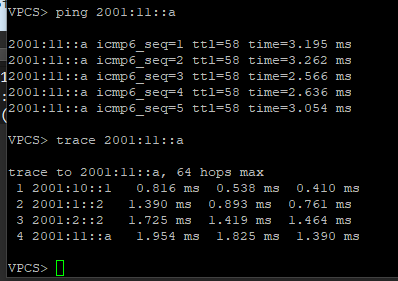 VPCS> ping 2001:11::a
2001:11::a icmp6_seq=1 ttl=58 time=3.195 ms
2001:11::a icmp6_seq=2 ttl=58 time=3.262 ms
2001:11::a icmp6_seq=3 ttl=58 time=2.566 ms
2001:11::a icmp6_seq=4 ttl=58 time=2.636 ms
2001:11::a icmp6_seq=5 ttl=58 time=3.054 ms
VPCS> trace 2001:11::a
trace to 2001:11::a, 64 hops max
1 2001:10::1 0.816 ms 0.538 ms 0.410 ms
2 2001:1::2 1.390 ms 0.893 ms 0.761 ms
3 2001:2::2 1.725 ms 1.419 ms 1.464 ms
4 2001:11::a 1.954 ms 1.825 ms 1.390 ms
VPCS>